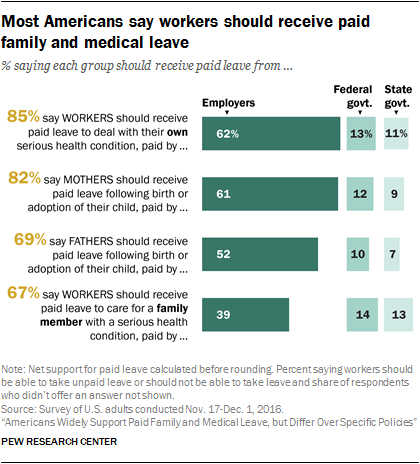 Most Americans say workers should receive paid
family and medical leave
% saying each group should receive paid leave from ...
Employers
Federal
govt.
State
govt.
85% say WORKERS should receive
paid leave to deal with their own
serious health condition, paid by ...
62%
13%
11%
82% say MOTHERS should receive
paid leave following birth or
adoption of their child, paid by ...
61
12
9
69% say FATHERS should receive
paid leave following birth or
adoption of their child, paid by ...
52
10
7
67% say WORKERS should receive
paid leave to care for a family
member with a serious health
condition, paid by ...
39
14
13
Note: Net support for paid leave calculated before rounding. Percent saying workers should
be able to take unpaid leave or should not be able to take leave and share of respondents
who didn't offer an answer not shown.
Source: Survey of U.S. adults conducted Nov. 17-Dec. 1, 2016.
"Americans Widely Support Paid Family and Medical Leave, but Differ Over Specific Policies"
PEW RESEARCH CENTER